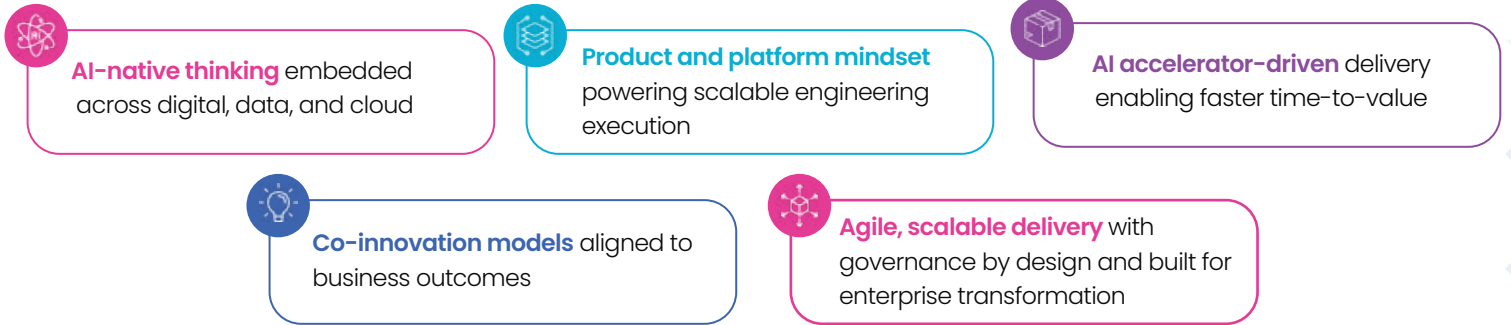 AI-native thinking embedded
across digital, data, and cloud
Product and platform mindset
powering scalable engineering
execution
AI accelerator-driven delivery
enabling faster time-to-value
Co-innovation models aligned to
business outcomes
Agile, scalable delivery with
governance by design and built for
enterprise transformation